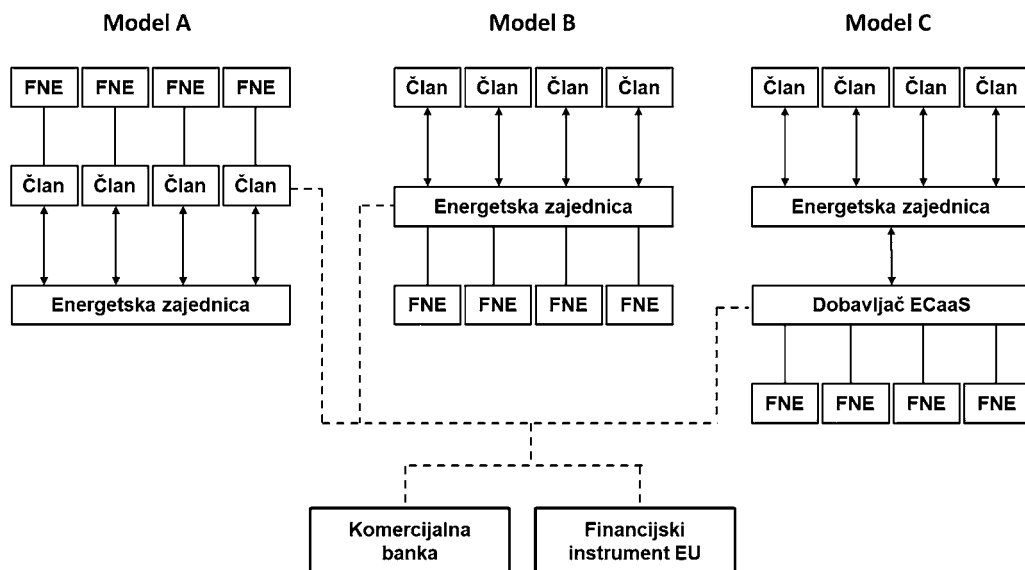 Model A
Model B
Model C
FNE FNE FNE FNE
Član Član Član Član
Energetska zajednica
Član Član Član Član
Energetska zajednica
FNE FNE FNE FNE
Član Član Član Član
Energetska zajednica
Dobavljač ECaaS
FNE FNE FNE FNE
Komercijalna
banka
Financijski
instrument EU